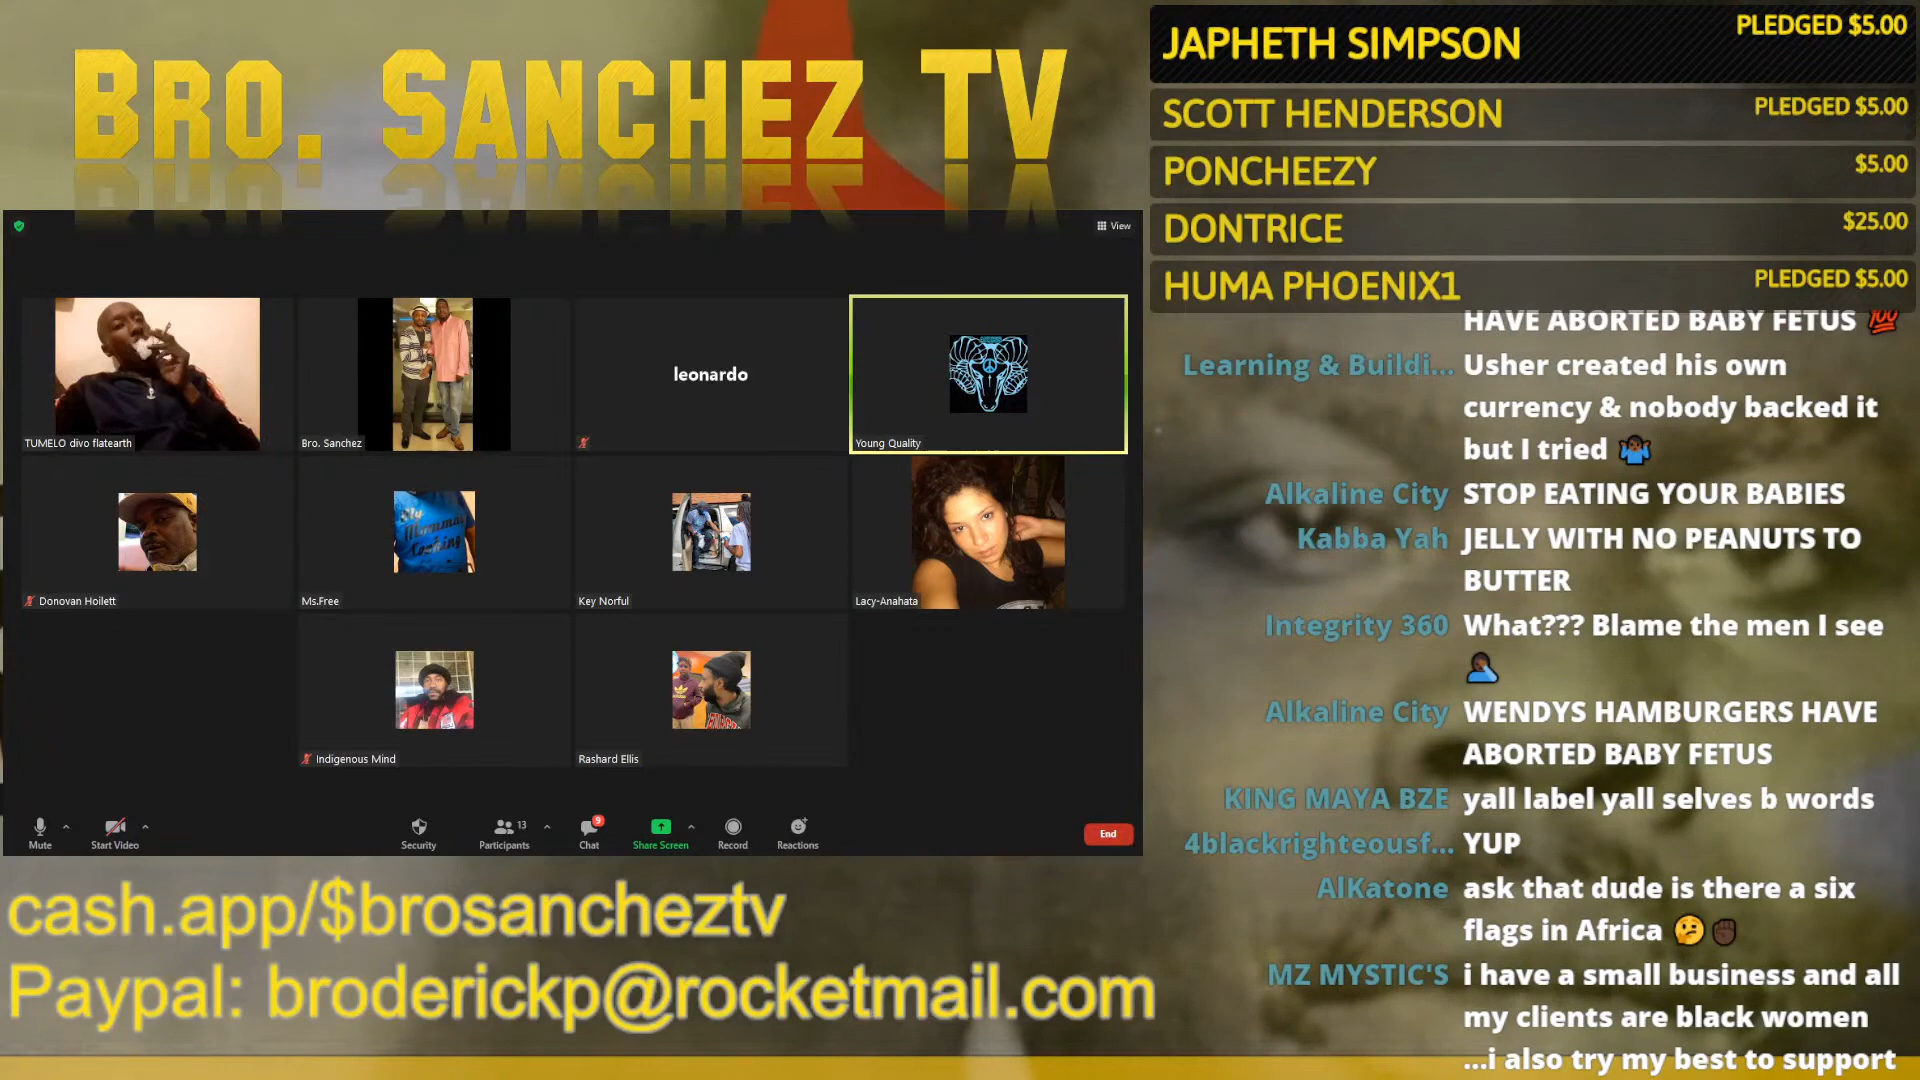 BRO. SANCHEZ TV
View
TUMELO divo flatearth
Bro. Sanchez
leonardo
Young Quality
Donovan Hoilett
Ms.Free
Key Norful
Lacy-Anahata
Indigenous Mind
Rashard Ellis
Mute
Start Video
Security
13
Participants
9
Chat
Share Screen
Record
Reactions
End
cash.app/$brosancheztv
Paypal: broderickp@rocketmail.com
JAPHETH SIMPSON PLEDGED $5.00
SCOTT HENDERSON PLEDGED $5.00
PONCHEEZY $5.00
DONTRICE $25.00
HUMA PHOENIX1 PLEDGED $5.00
HAVE ABORTED BABY FETUS 💯
Learning & Buildi... Usher created his own
currency & nobody backed it
but I tried 🤷🏿‍♂️
Alkaline City STOP EATING YOUR BABIES
Kabba Yah JELLY WITH NO PEANUTS TO
BUTTER
Integrity 360 What??? Blame the men I see
🤦🏿‍♂️
Alkaline City WENDYS HAMBURGERS HAVE
ABORTED BABY FETUS
KING MAYA BZE yall label yall selves b words
4blackrighteousf... YUP
AlKatone ask that dude is there a six
flags in Africa 🤔✊🏿
MZ MYSTIC'S i have a small business and all
my clients are black women
...i also try my best to support